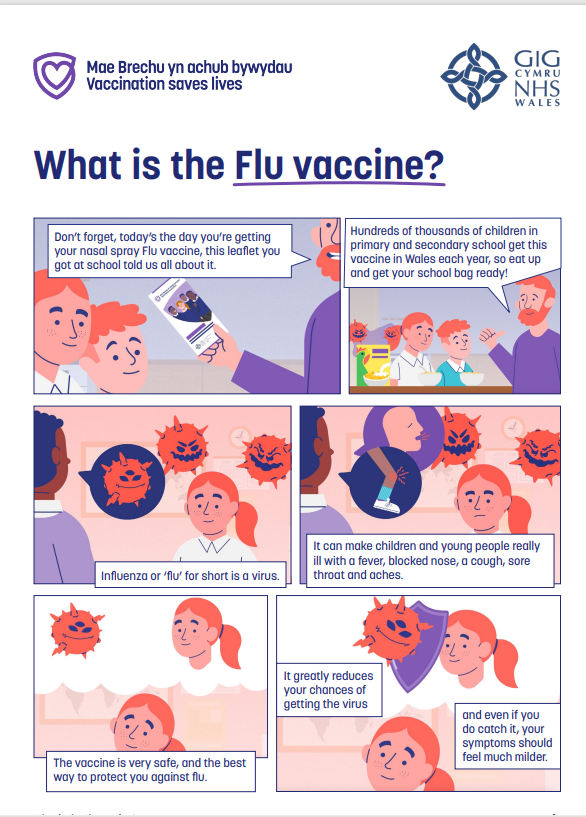 Mae Brechu yn achub bywydau
Vaccination saves lives
GIG
CYMRU
NHS
WALES
What is the Flu vaccine?
Don't forget, today's the day you're getting
your nasal spray Flu vaccine, this leaflet you
got at school told us all about it.
Hundreds of thousands of children in
primary and secondary school get this
vaccine in Wales each year, so eat up
and get your school bag ready!
Influenza or 'flu' for short is a virus.
It can make children and young people really
ill with a fever, blocked nose, a cough, sore
throat and aches.
The vaccine is very safe, and the best
way to protect you against flu.
It greatly reduces
your chances of
getting the virus
and even if you
do catch it, your
symptoms should
feel much milder.